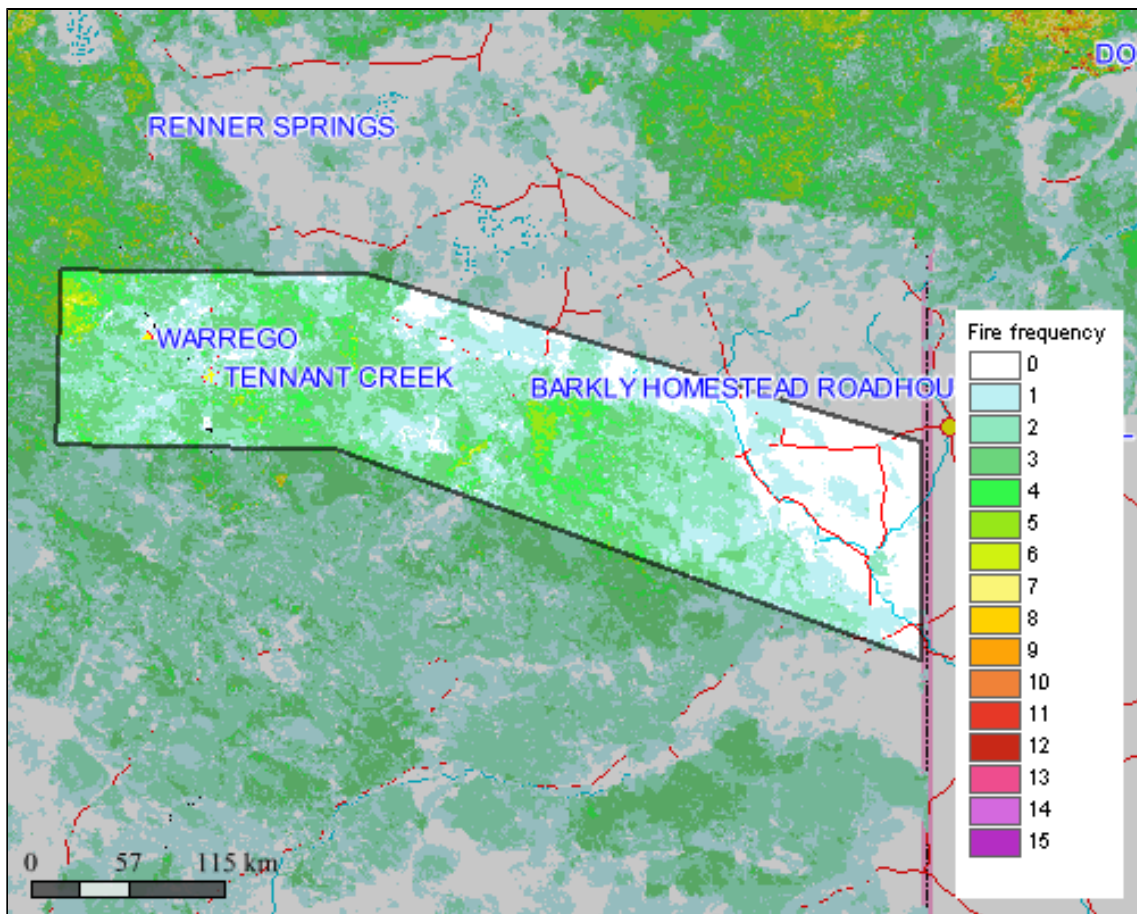 DO
RENNER SPRINGS
WARREGO
TENNANT CREEK
BARKLY HOMESTEAD ROADHOU
Fire frequency
0
1
2
3
4
5
6
7
8
9
10
11
12
13
14
15
0 57 115 km